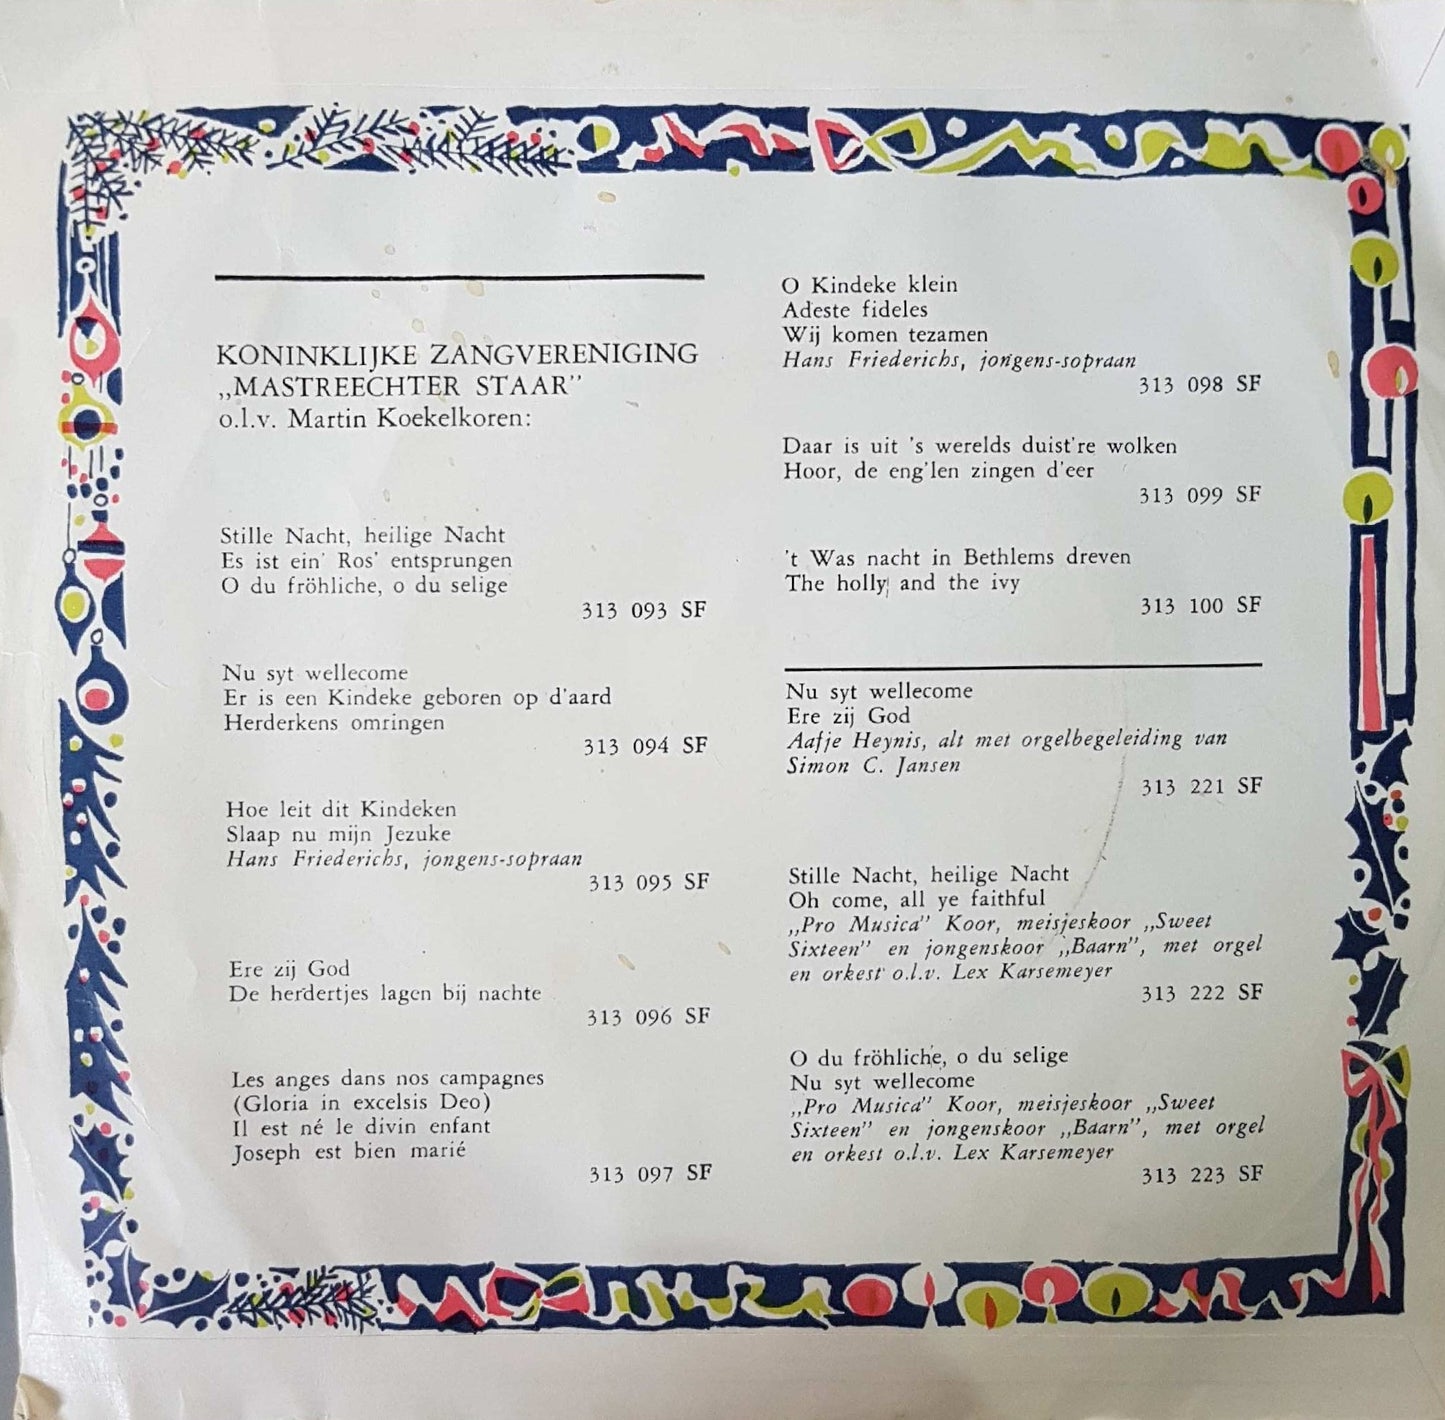 KONINKLIJKE ZANGVERENIGING
„MASTREECHTER STAAR”
o.l.v. Martin Koekelkoren:
Stille Nacht, heilige Nacht
Es ist ein' Ros' entsprungen
O du fröhliche, o du selige
313 093 SF
Nu syt wellecome
Er is een Kindeke geboren op d'aard
Herderkens omringen
313 094 SF
Hoe leit dit Kindeken
Slaap nu mijn Jezuke
Hans Friederichs, jongens-sopraan
313 095 SF
Ere zij God
De herdertjes lagen bij nachte
313 096 SF
Les anges dans nos campagnes
(Gloria in excelsis Deo)
Il est né le divin enfant
Joseph est bien marié
313 097 SF
O Kindeke klein
Adeste fideles
Wij komen tezamen
Hans Friederichs, jongens-sopraan
313 098 SF
Daar is uit 's werelds duist're wolken
Hoor, de eng'len zingen d'eer
313 099 SF
't Was nacht in Bethlems dreven
The holly and the ivy
313 100 SF
Nu syt wellecome
Ere zij God
Aafje Heynis, alt met orgelbegeleiding van
Simon C. Jansen
313 221 SF
Stille Nacht, heilige Nacht
Oh come, all ye faithful
„Pro Musica” Koor, meisjeskoor „Sweet
Sixteen” en jongenskoor „Baarn”, met orgel
en orkest o.l.v. Lex Karsemeyer
313 222 SF
O du fröhliche, o du selige
Nu syt wellecome
„Pro Musica” Koor, meisjeskoor „Sweet
Sixteen” en jongenskoor „Baarn”, met orgel
en orkest o.l.v. Lex Karsemeyer
313 223 SF